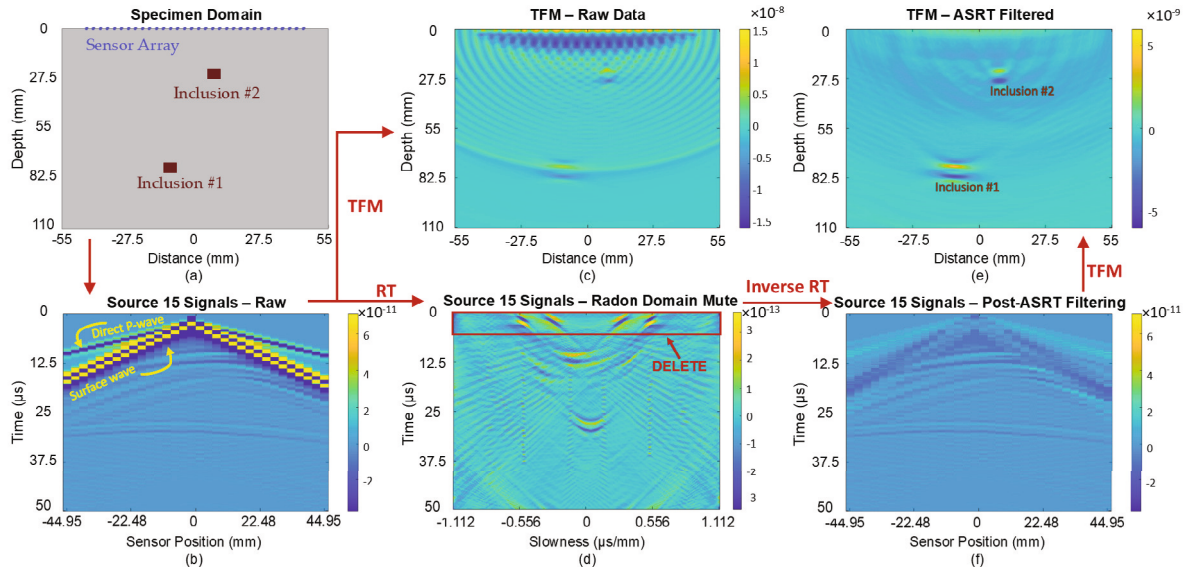 Specimen Domain
0
27.5
55
82.5
110
Depth (mm)
Sensor Array
Inclusion #2
Inclusion #1
-55 -27.5 0 27.5 55
Distance (mm)
(a)
TFM
TFM – Raw Data
×10⁻⁸
0
27.5
55
82.5
110
Depth (mm)
-55 -27.5 0 27.5 55
Distance (mm)
(c)
1.5
1
0.5
0
-0.5
-1
-1.5
TFM – ASRT Filtered
×10⁻⁹
0
27.5
55
82.5
110
Depth (mm)
Inclusion #2
Inclusion #1
-55 -27.5 0 27.5 55
Distance (mm)
(e)
5
0
-5
TFM
RT
Inverse RT
Source 15 Signals – Raw
×10⁻¹¹
0
12.5
25
37.5
50
Time (µs)
Direct P-wave
Surface wave
-44.95 -22.48 0 22.48 44.95
Sensor Position (mm)
(b)
4
2
0
-2
Source 15 Signals – Radon Domain Mute
×10⁻¹³
0
12.5
25
37.5
50
Time (µs)
DELETE
-1.112 -0.556 0 0.556 1.112
Slowness (µs/mm)
(d)
3
2
1
0
-1
2
3
Source 15 Signals – Post-ASRT Filtering
×10⁻¹¹
0
12.5
25
37.5
50
Time (µs)
-44.95 -22.48 0 22.48 44.95
Sensor Position (mm)
(f)
4
2
0
-2